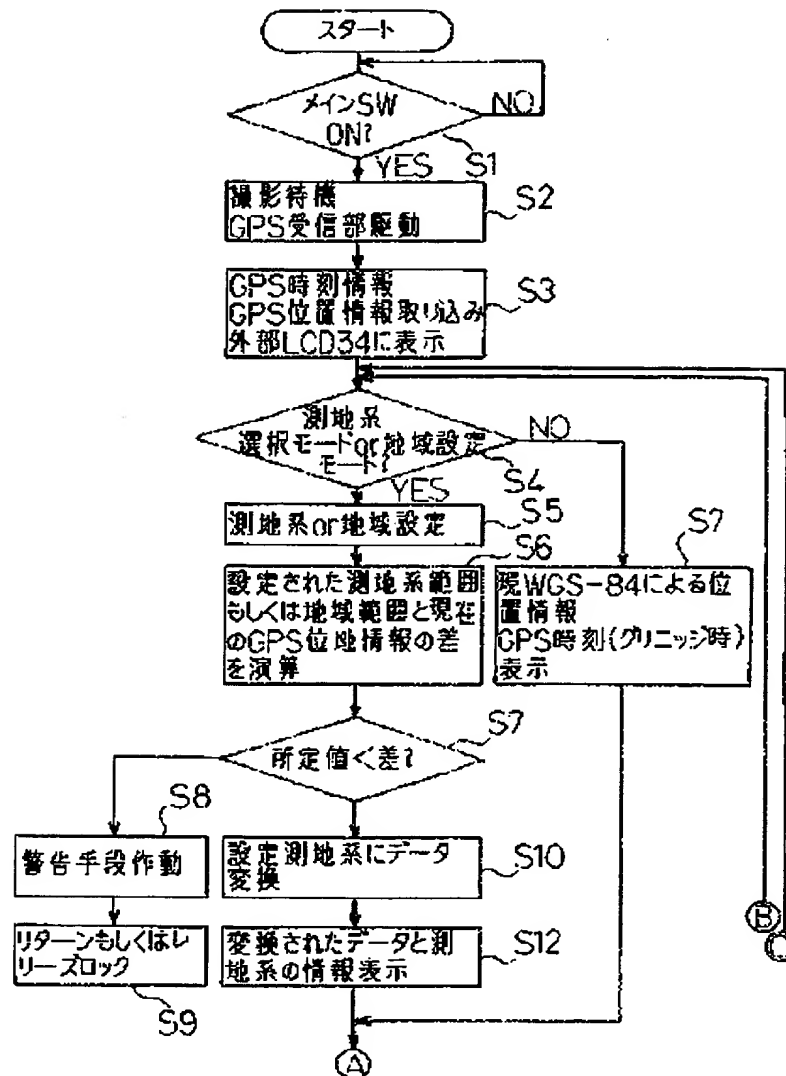 スタート
メインSW
ON?
NO
S1
YES
撮影待機
GPS受信部駆動
S2
GPS時刻情報
GPS位置情報取り込み
外部LCD34に表示
S3
測地系
選択モードor地域設定
モード?
NO
S4
YES
測地系or地域設定
S5
S6
設定された測地系範囲
もしくは地域範囲と現在
のGPS位地情報の差
を演算
S7
現WGS-84による位
置情報
GPS時刻(グリニッジ時)
表示
S7
所定値<差?
S8
警告手段作動
設定測地系にデータ
変換
S10
リターンもしくはレ
リーズロック
S9
変換されたデータと測
地系の情報表示
S12
B
A